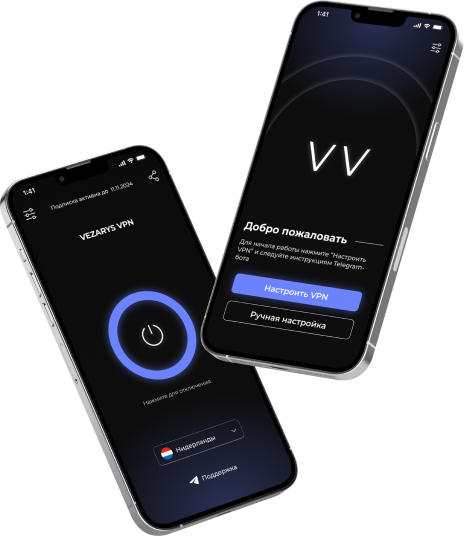 1:41
VV
Добро пожаловать
Для начала работы нажмите "Настроить
VPN" и следуйте инструкциям Telegram-
бота
Настроить VPN
Ручная настройка
1:41
Подписка активна до 11.11.2024
VEZARYS VPN
Нажмите для отключения
Нидерланды
Поддержка